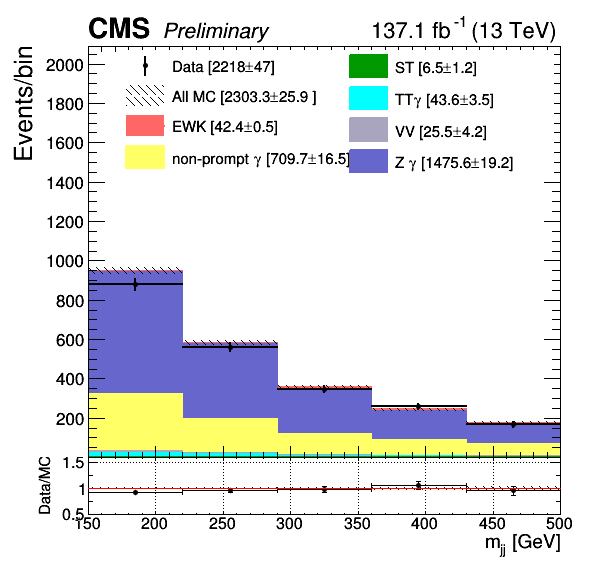 CMS Preliminary 137.1 fb⁻¹ (13 TeV)
Events/bin
Data [2218±47]
All MC [2303.3±25.9 ]
EWK [42.4±0.5]
non-prompt γ [709.7±16.5]
ST [6.5±1.2]
TTγ [43.6±3.5]
VV [25.5±4.2]
Z γ [1475.6±19.2]
2000
1800
1600
1400
1200
1000
800
600
400
200
Data/MC
1.5
1
0.5
150 200 250 300 350 400 450 500
m_jj [GeV]